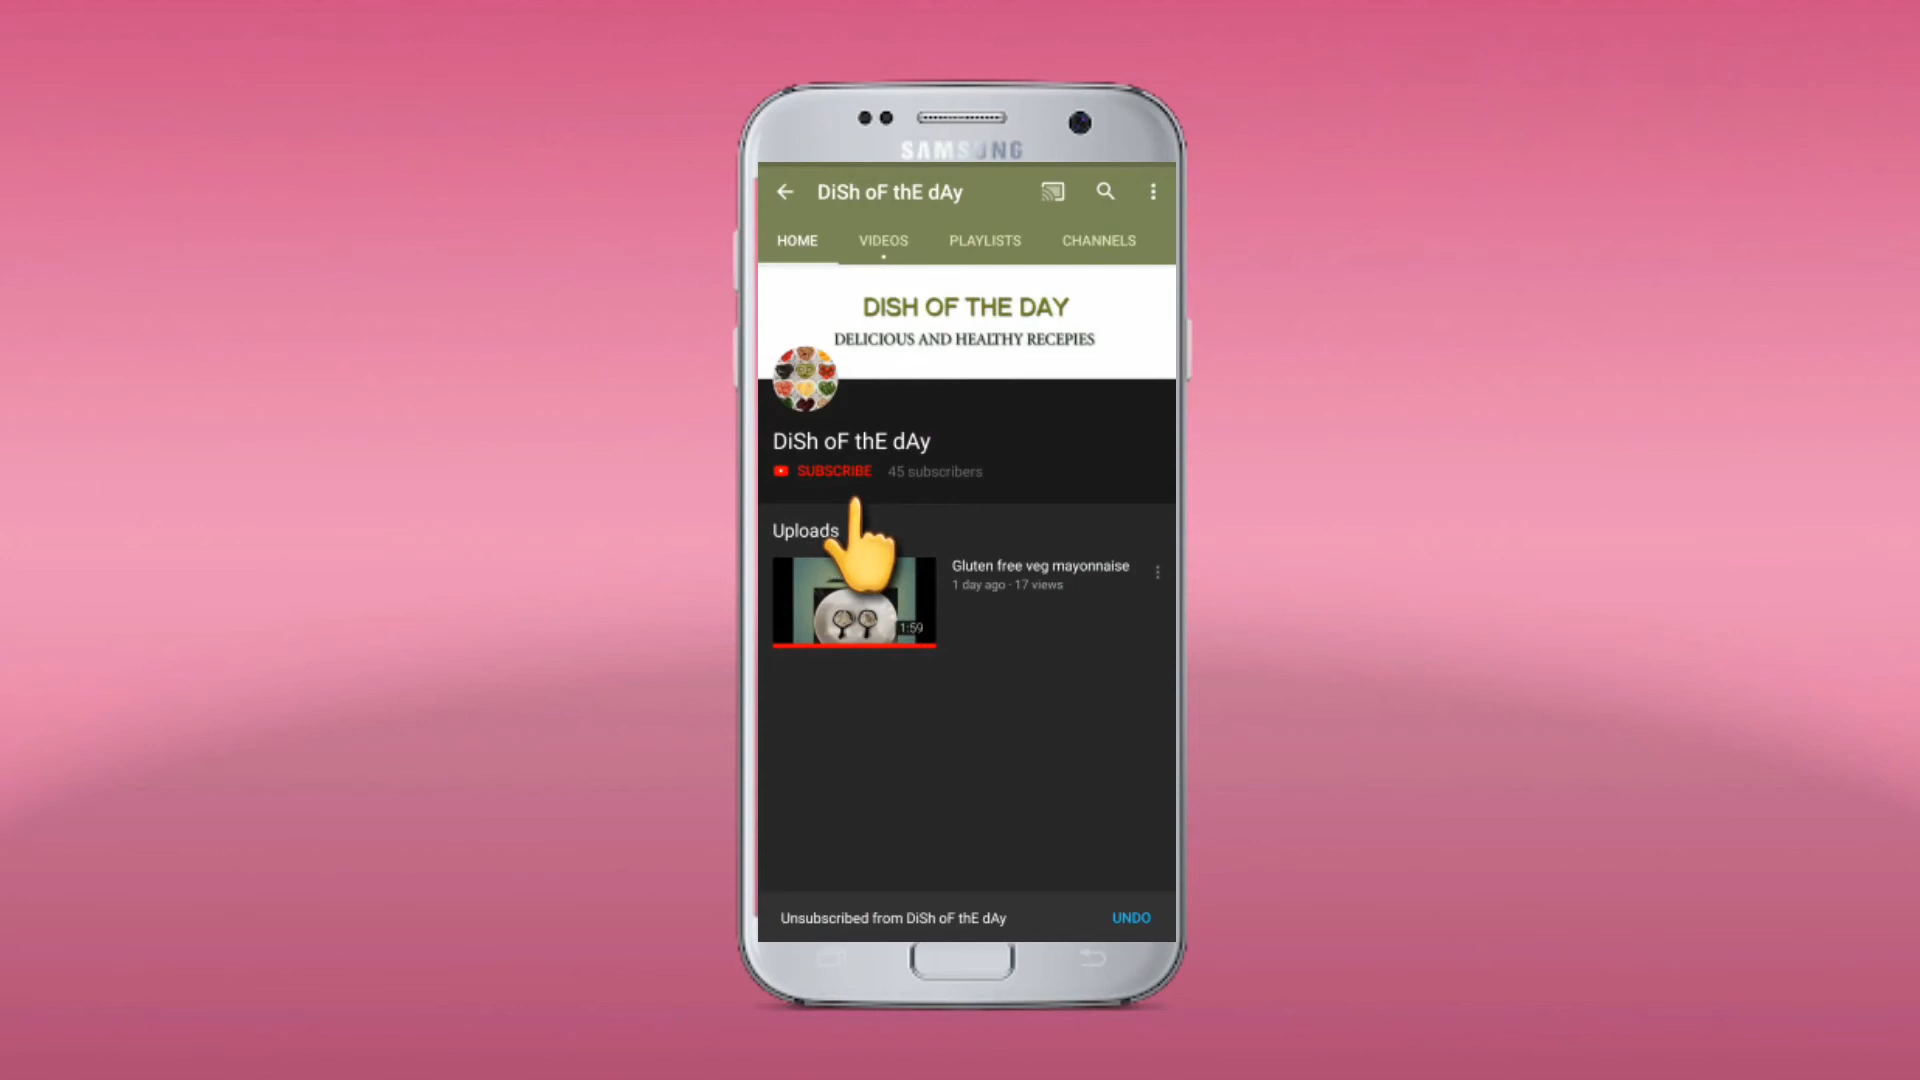 SAMSUNG
DiSh oF thE dAy
HOME VIDEOS PLAYLISTS CHANNELS
DISH OF THE DAY
DELICIOUS AND HEALTHY RECEPIES
DiSh oF thE dAy
SUBSCRIBE 45 subscribers
Uploads
Gluten free veg mayonnaise
1 day ago · 17 views
1:59
Unsubscribed from DiSh oF thE dAy UNDO